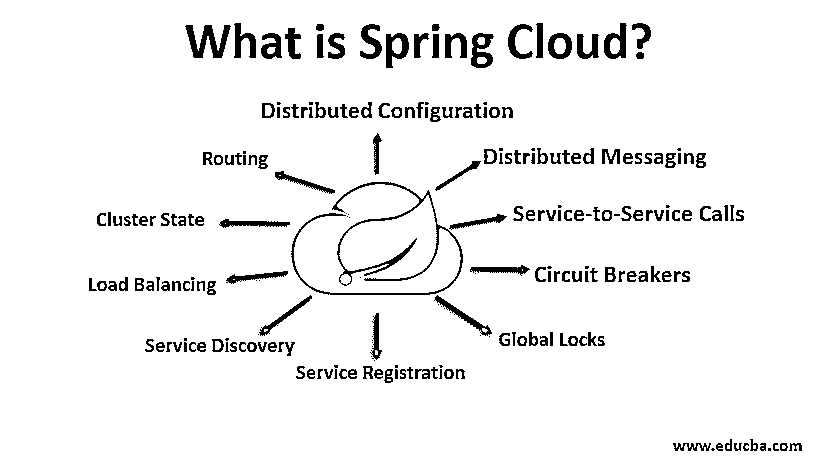 What is Spring Cloud?
Distributed Configuration
Routing
Distributed Messaging
Cluster State
Service-to-Service Calls
Load Balancing
Circuit Breakers
Service Discovery
Global Locks
Service Registration
www.educba.com